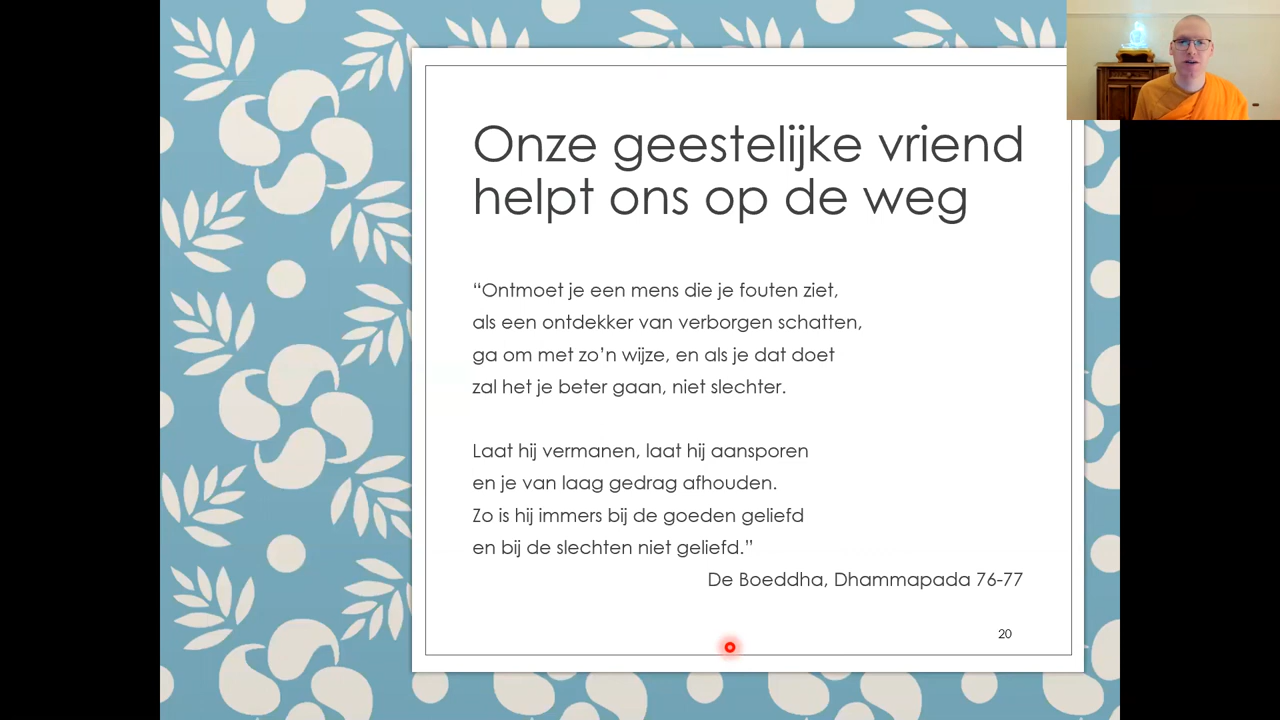 Onze geestelijke vriend
helpt ons op de weg
“Ontmoet je een mens die je fouten ziet,
als een ontdekker van verborgen schatten,
ga om met zo’n wijze, en als je dat doet
zal het je beter gaan, niet slechter.
Laat hij vermanen, laat hij aansporen
en je van laag gedrag afhouden.
Zo is hij immers bij de goeden geliefd
en bij de slechten niet geliefd.”
De Boeddha, Dhammapada 76-77
20